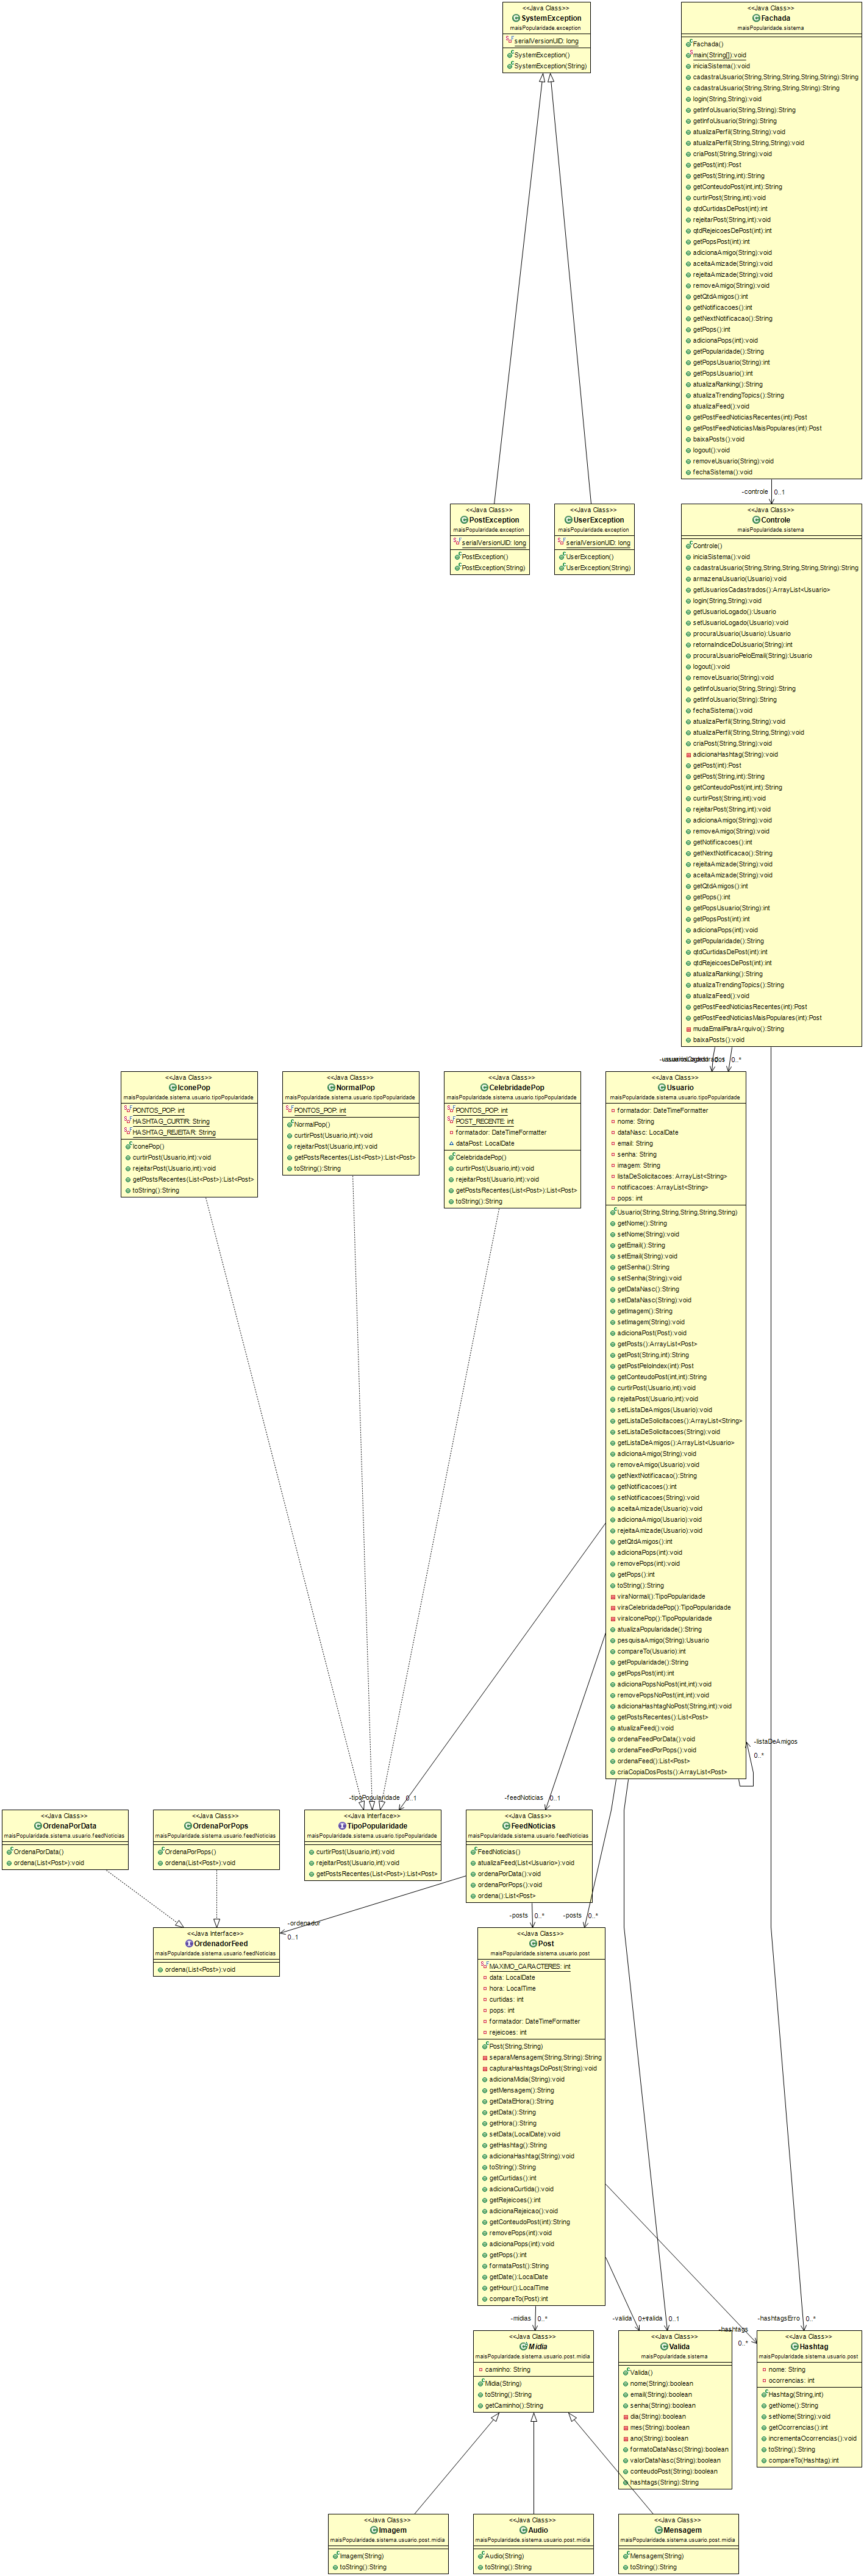 <<Java Class>>
SystemException
maisPopularidade.exception
serialVersionUID: long
SystemException()
SystemException(String)
<<Java Class>>
Fachada
maisPopularidade.sistema
Fachada()
main(String[]):void
iniciaSistema():void
cadastraUsuario(String,String,String,String,String):String
cadastraUsuario(String,String,String,String):String
login(String,String):void
getInfoUsuario(String,String):String
getInfoUsuario(String):String
atualizaPerfil(String,String):void
atualizaPerfil(String,String,String):void
criaPost(String,String):void
getPost(int):Post
getPost(String,int):String
getConteudoPost(int,int):String
curtirPost(String,int):void
qtdCurtidasDePost(int):int
rejeitarPost(String,int):void
qtdRejeicoesDePost(int):int
getPopsPost(int):int
adicionaAmigo(String):void
aceitaAmizade(String):void
rejeitaAmizade(String):void
removeAmigo(String):void
getQtdAmigos():int
getNotificacoes():int
getNextNotificacao():String
getPops():int
adicionaPops(int):void
getPopularidade():String
getPopsUsuario(String):int
getPopsUsuario():int
atualizaRanking():String
atualizaTrendingTopics():String
atualizaFeed():void
getPostFeedNoticiasRecentes(int):Post
getPostFeedNoticiasMaisPopulares(int):Post
baixaPosts():void
logout():void
removeUsuario(String):void
fechaSistema():void
-controle 0..1
<<Java Class>>
PostException
maisPopularidade.exception
serialVersionUID: long
PostException()
PostException(String)
<<Java Class>>
UserException
maisPopularidade.exception
serialVersionUID: long
UserException()
UserException(String)
<<Java Class>>
Controle
maisPopularidade.sistema
Controle()
iniciaSistema():void
cadastraUsuario(String,String,String,String,String):String
armazenaUsuario(Usuario):void
getUsuariosCadastrados():ArrayList<Usuario>
login(String,String):void
getUsuarioLogado():Usuario
setUsuarioLogado(Usuario):void
procuraUsuario(Usuario):Usuario
retornaIndiceDoUsuario(String):int
procuraUsuarioPeloEmail(String):Usuario
logout():void
removeUsuario(String):void
getInfoUsuario(String,String):String
getInfoUsuario(String):String
fechaSistema():void
atualizaPerfil(String,String):void
atualizaPerfil(String,String,String):void
criaPost(String,String):void
adicionaHashtag(String):void
getPost(int):Post
getPost(String,int):String
getConteudoPost(int,int):String
curtirPost(String,int):void
rejeitarPost(String,int):void
adicionaAmigo(String):void
removeAmigo(String):void
getNotificacoes():int
getNextNotificacao():String
rejeitaAmizade(String):void
aceitaAmizade(String):void
getQtdAmigos():int
getPops():int
getPopsUsuario(String):int
getPopsPost(int):int
adicionaPops(int):void
getPopularidade():String
qtdCurtidasDePost(int):int
qtdRejeicoesDePost(int):int
atualizaRanking():String
atualizaTrendingTopics():String
atualizaFeed():void
getPostFeedNoticiasRecentes(int):Post
getPostFeedNoticiasMaisPopulares(int):Post
mudaEmailParaArquivo():String
baixaPosts():void
0..*
<<Java Class>>
IconePop
maisPopularidade.sistema.usuario.tipoPopularidade
PONTOS_POP: int
HASHTAG_CURTIR: String
HASHTAG_REJEITAR: String
IconePop()
curtirPost(Usuario,int):void
rejeitarPost(Usuario,int):void
getPostsRecentes(List<Post>):List<Post>
toString():String
<<Java Class>>
NormalPop
maisPopularidade.sistema.usuario.tipoPopularidade
PONTOS_POP: int
NormalPop()
curtirPost(Usuario,int):void
rejeitarPost(Usuario,int):void
getPostsRecentes(List<Post>):List<Post>
toString():String
<<Java Class>>
CelebridadePop
maisPopularidade.sistema.usuario.tipoPopularidade
PONTOS_POP: int
POST_RECENTE: int
formatador: DateTimeFormatter
dataPost: LocalDate
CelebridadePop()
curtirPost(Usuario,int):void
rejeitarPost(Usuario,int):void
getPostsRecentes(List<Post>):List<Post>
toString():String
<<Java Class>>
Usuario
maisPopularidade.sistema.usuario.tipoPopularidade
formatador: DateTimeFormatter
nome: String
dataNasc: LocalDate
email: String
senha: String
imagem: String
listaDeSolicitacoes: ArrayList<String>
notificacoes: ArrayList<String>
pops: int
Usuario(String,String,String,String,String)
getNome():String
setNome(String):void
getEmail():String
setEmail(String):void
getSenha():String
setSenha(String):void
getDataNasc():String
setDataNasc(String):void
getImagem():String
setImagem(String):void
adicionaPost(Post):void
getPosts():ArrayList<Post>
getPost(String,int):String
getPostPeloIndex(int):Post
getConteudoPost(int,int):String
curtirPost(Usuario,int):void
rejeitaPost(Usuario,int):void
setListaDeAmigos(Usuario):void
getListaDeSolicitacoes():ArrayList<String>
setListaDeSolicitacoes(String):void
getListaDeAmigos():ArrayList<Usuario>
adicionaAmigo(String):void
removeAmigo(Usuario):void
getNextNotificacao():String
getNotificacoes():int
setNotificacoes(String):void
aceitaAmizade(Usuario):void
adicionaAmigo(Usuario):void
rejeitaAmizade(Usuario):void
getQtdAmigos():int
adicionaPops(int):void
removePops(int):void
getPops():int
toString():String
viraNormal():TipoPopularidade
viraCelebridadePop():TipoPopularidade
viraIconePop():TipoPopularidade
atualizaPopularidade():String
pesquisaAmigo(String):Usuario
compareTo(Usuario):int
getPopularidade():String
getPopsPost(int):int
adicionaPopsNoPost(int,int):void
removePopsNoPost(int,int):void
adicionaHashtagNoPost(String,int):void
getPostsRecentes():List<Post>
atualizaFeed():void
ordenaFeedPorData():void
ordenaFeedPorPops():void
ordenaFeed():List<Post>
criaCopiaDosPosts():ArrayList<Post>
-listaDeAmigos
0..*
-tipoPopularidade 0..1
-feedNoticias 0..1
<<Java Class>>
OrdenaPorData
maisPopularidade.sistema.usuario.feedNoticias
OrdenaPorData()
ordena(List<Post>):void
<<Java Class>>
OrdenaPorPops
maisPopularidade.sistema.usuario.feedNoticias
OrdenaPorPops()
ordena(List<Post>):void
<<Java Interface>>
TipoPopularidade
maisPopularidade.sistema.usuario.tipoPopularidade
curtirPost(Usuario,int):void
rejeitarPost(Usuario,int):void
getPostsRecentes(List<Post>):List<Post>
<<Java Class>>
FeedNoticias
maisPopularidade.sistema.usuario.feedNoticias
FeedNoticias()
atualizaFeed(List<Usuario>):void
ordenaPorData():void
ordenaPorPops():void
ordena():List<Post>
-ordenador
0..1
-posts 0..*
-posts 0..*
<<Java Interface>>
OrdenadorFeed
maisPopularidade.sistema.usuario.feedNoticias
ordena(List<Post>):void
<<Java Class>>
Post
maisPopularidade.sistema.usuario.post
MAXIMO_CARACTERES: int
data: LocalDate
hora: LocalTime
curtidas: int
pops: int
formatador: DateTimeFormatter
rejeicoes: int
Post(String,String)
separaMensagem(String,String):String
capturaHashtagsDoPost(String):void
adicionaMidia(String):void
getMensagem():String
getDataEHora():String
getData():String
getHora():String
setData(LocalDate):void
getHashtag():String
adicionaHashtag(String):void
toString():String
getCurtidas():int
adicionaCurtida():void
getRejeicoes():int
adicionaRejeicao():void
getConteudoPost(int):String
removePops(int):void
adicionaPops(int):void
getPops():int
formataPost():String
getDate():LocalDate
getHour():LocalTime
compareTo(Post):int
-midias 0..*
-valida
0..1
-hashtags
0..*
-hashtagsErro 0..*
<<Java Class>>
Midia
maisPopularidade.sistema.usuario.post.midia
caminho: String
Midia(String)
toString():String
getCaminho():String
<<Java Class>>
Valida
maisPopularidade.sistema
Valida()
nome(String):boolean
email(String):boolean
senha(String):boolean
dia(String):boolean
mes(String):boolean
ano(String):boolean
formatoDataNasc(String):boolean
valorDataNasc(String):boolean
conteudoPost(String):boolean
hashtags(String):String
<<Java Class>>
Hashtag
maisPopularidade.sistema.usuario.post
nome: String
ocorrencias: int
Hashtag(String,int)
getNome():String
setNome(String):void
getOcorrencias():int
incrementaOcorrencias():void
toString():String
compareTo(Hashtag):int
<<Java Class>>
Imagem
maisPopularidade.sistema.usuario.post.midia
Imagem(String)
toString():String
<<Java Class>>
Audio
maisPopularidade.sistema.usuario.post.midia
Audio(String)
toString():String
<<Java Class>>
Mensagem
maisPopularidade.sistema.usuario.post.midia
Mensagem(String)
toString():String